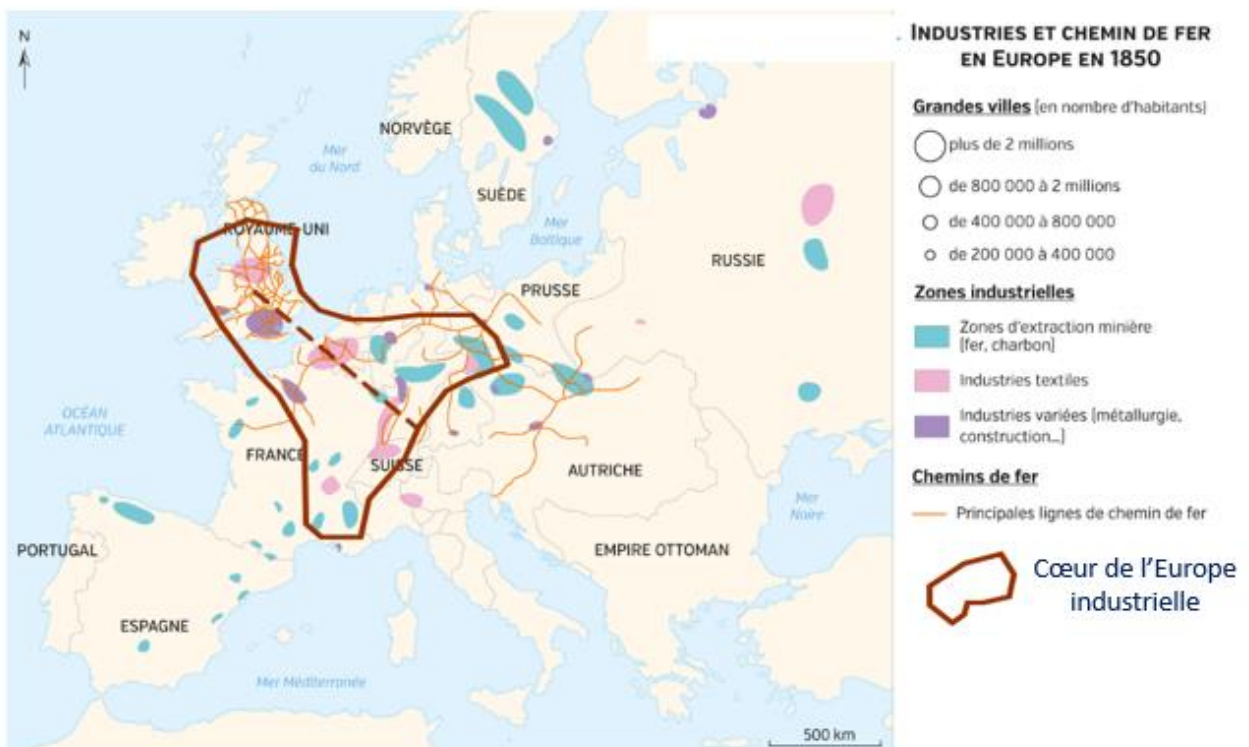 INDUSTRIES ET CHEMIN DE FER
EN EUROPE EN 1850
Grandes villes (en nombre d'habitants)
plus de 2 millions
de 800 000 à 2 millions
de 400 000 à 800 000
de 200 000 à 400 000
Zones industrielles
Zones d'extraction minière
(fer, charbon)
Industries textiles
Industries variées (métallurgie,
construction...)
Chemins de fer
Principales lignes de chemin de fer
Cœur de l'Europe
industrielle
N
NORVÈGE
Mer
du Nord
SUÈDE
Mer
Baltique
ROYAUME-UNI
RUSSIE
PRUSSE
OCÉAN
ATLANTIQUE
FRANCE
SUISSE
AUTRICHE
Mer
Noire
PORTUGAL
EMPIRE OTTOMAN
ESPAGNE
Mer Méditerranée
500 km